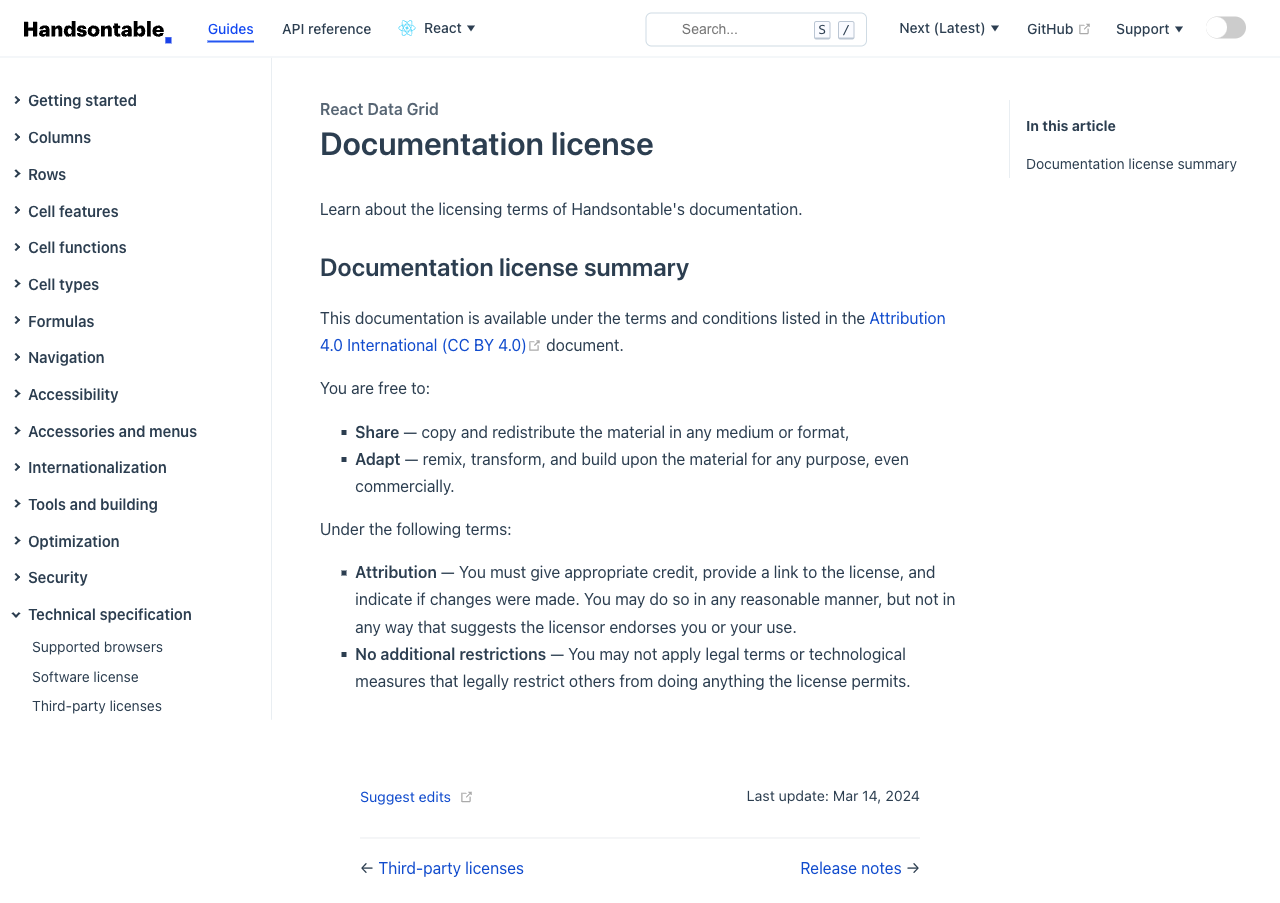 Handsontable
Guides
API reference
React
Search...
S
/
Next (Latest)
GitHub
Support
Getting started
Columns
Rows
Cell features
Cell functions
Cell types
Formulas
Navigation
Accessibility
Accessories and menus
Internationalization
Tools and building
Optimization
Security
Technical specification
Supported browsers
Software license
Third-party licenses
React Data Grid
Documentation license
Learn about the licensing terms of Handsontable's documentation.
Documentation license summary
This documentation is available under the terms and conditions listed in the Attribution
4.0 International (CC BY 4.0) document.
You are free to:
▪ Share — copy and redistribute the material in any medium or format,
▪ Adapt — remix, transform, and build upon the material for any purpose, even
commercially.
Under the following terms:
▪ Attribution — You must give appropriate credit, provide a link to the license, and
indicate if changes were made. You may do so in any reasonable manner, but not in
any way that suggests the licensor endorses you or your use.
▪ No additional restrictions — You may not apply legal terms or technological
measures that legally restrict others from doing anything the license permits.
In this article
Documentation license summary
Suggest edits
Last update: Mar 14, 2024
← Third-party licenses
Release notes →